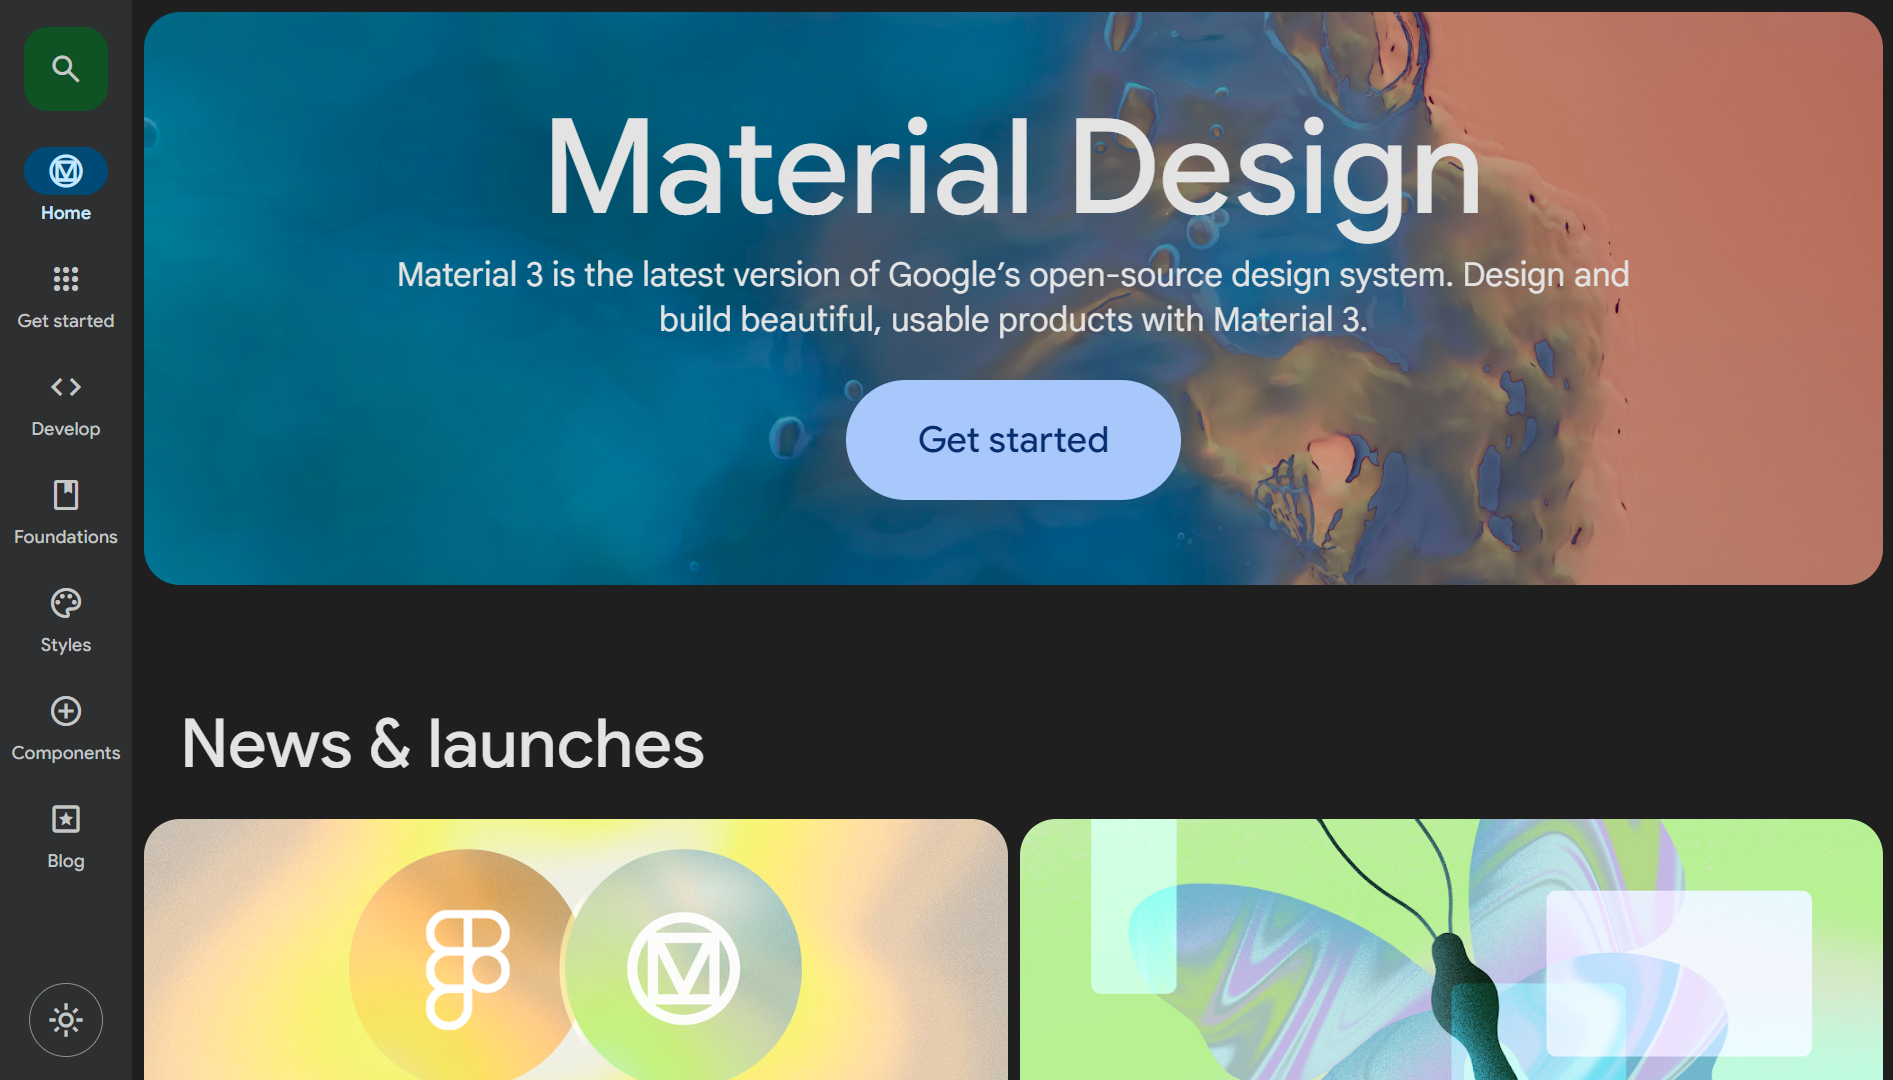 Home
Get started
Develop
Foundations
Styles
Components
Blog
Material Design
Material 3 is the latest version of Google’s open-source design system. Design and
build beautiful, usable products with Material 3.
Get started
News & launches